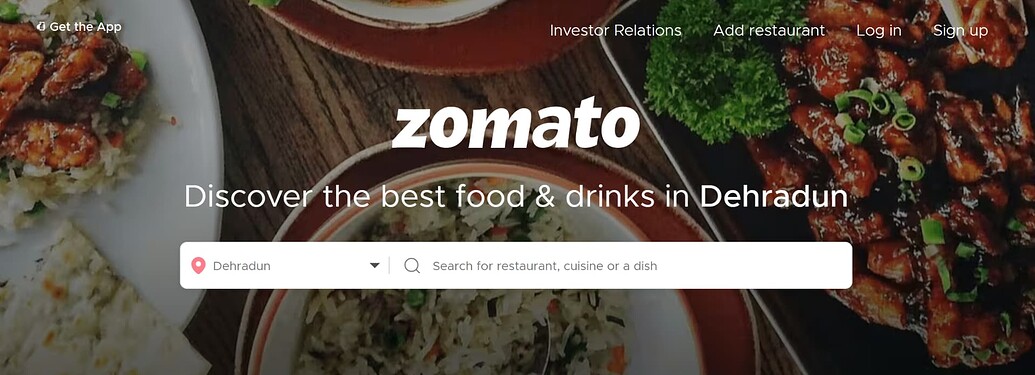 Get the App
Investor Relations Add restaurant Log in Sign up
zomato
Discover the best food & drinks in Dehradun
Dehradun Search for restaurant, cuisine or a dish